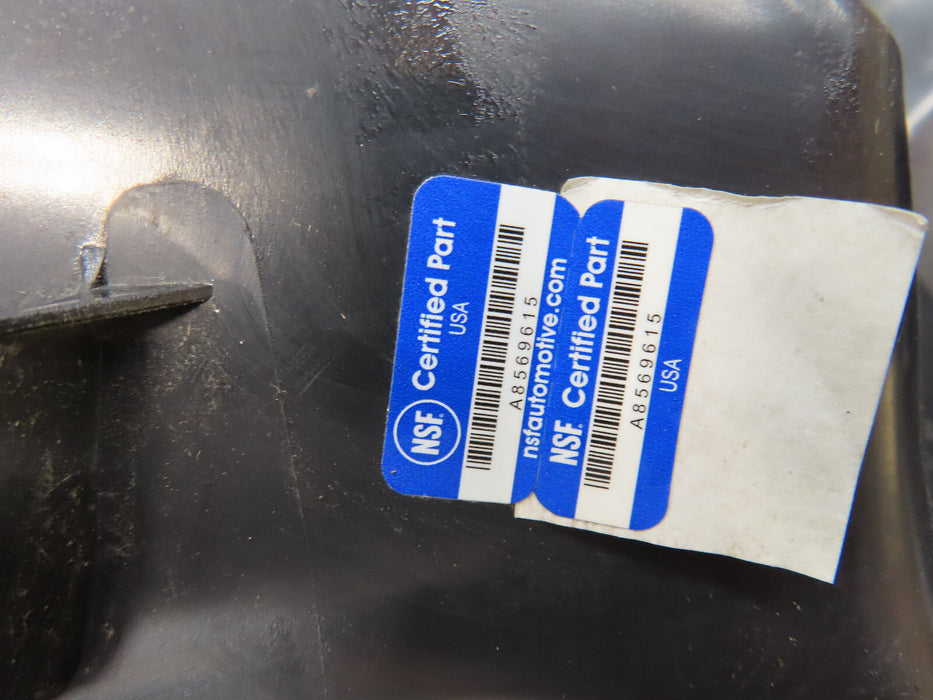 NSF. Certified Part
USA
A8569615
nsfautomotive.com
NSF. Certified Part
A8569615
USA